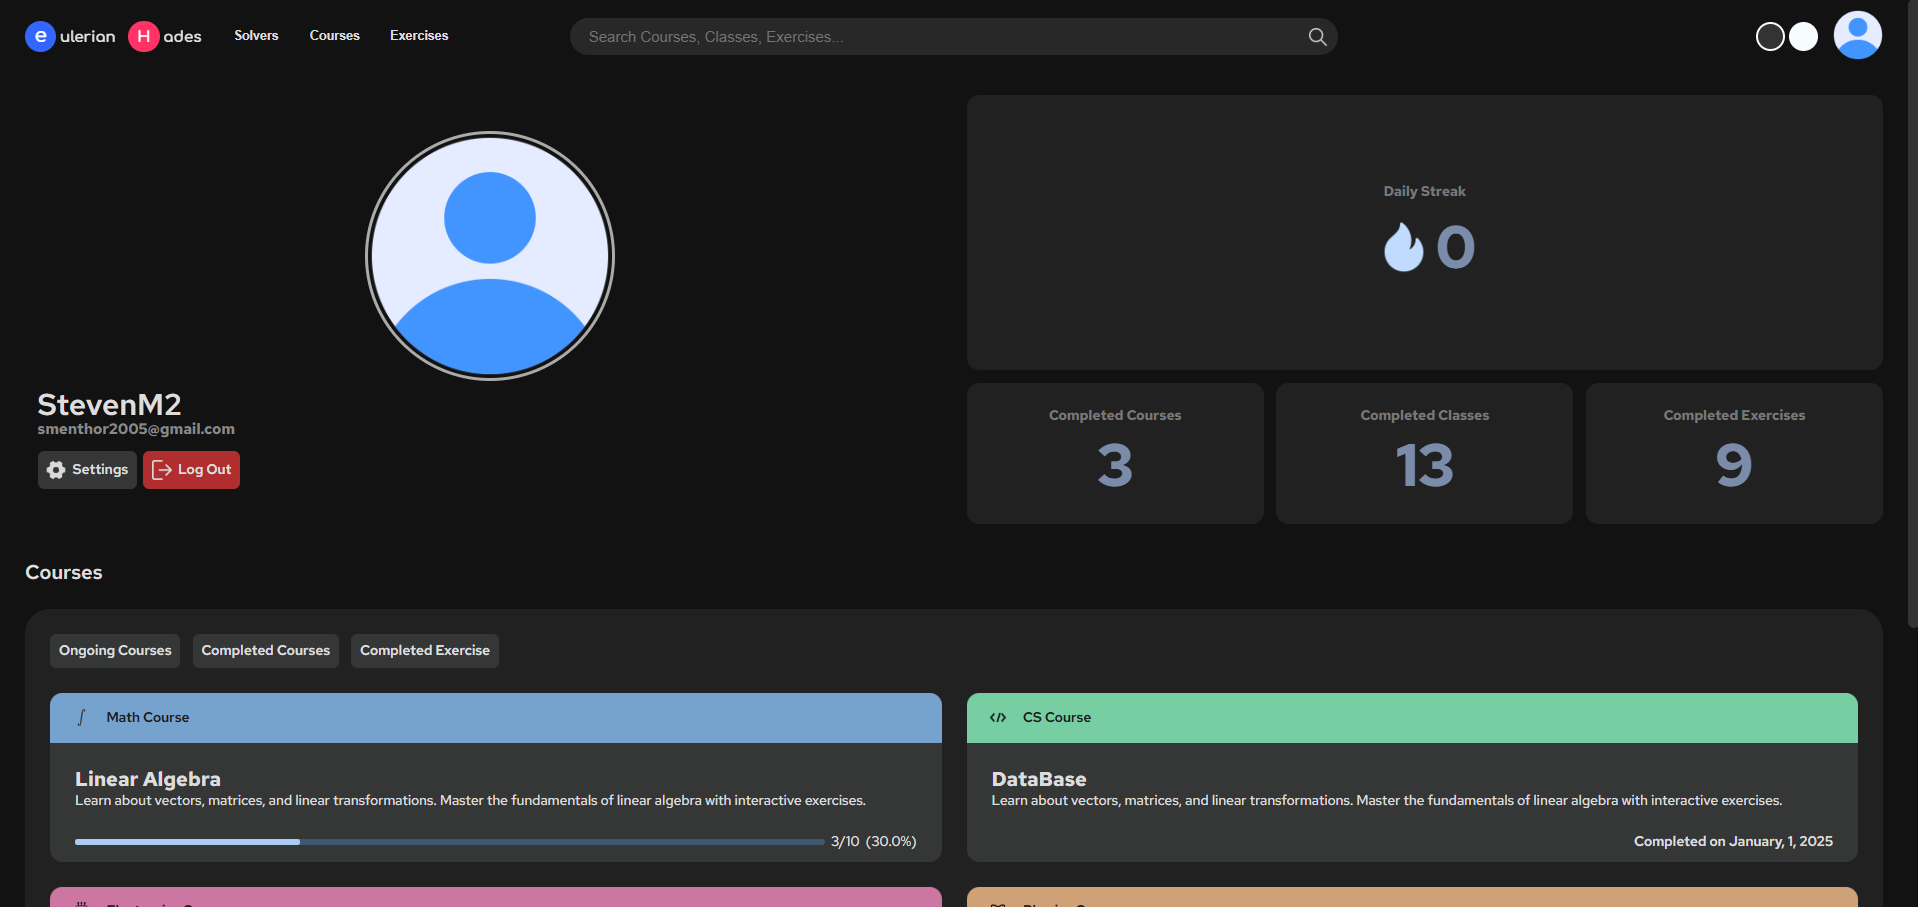 e ulerian H ades Solvers Courses Exercises Search Courses, Classes, Exercises...
Daily Streak
0
StevenM2
smenthor2005@gmail.com
Settings Log Out
Completed Courses
3
Completed Classes
13
Completed Exercises
9
Courses
Ongoing Courses Completed Courses Completed Exercise
∫ Math Course
Linear Algebra
Learn about vectors, matrices, and linear transformations. Master the fundamentals of linear algebra with interactive exercises.
3/10 (30.0%)
</> CS Course
DataBase
Learn about vectors, matrices, and linear transformations. Master the fundamentals of linear algebra with interactive exercises.
Completed on January, 1, 2025